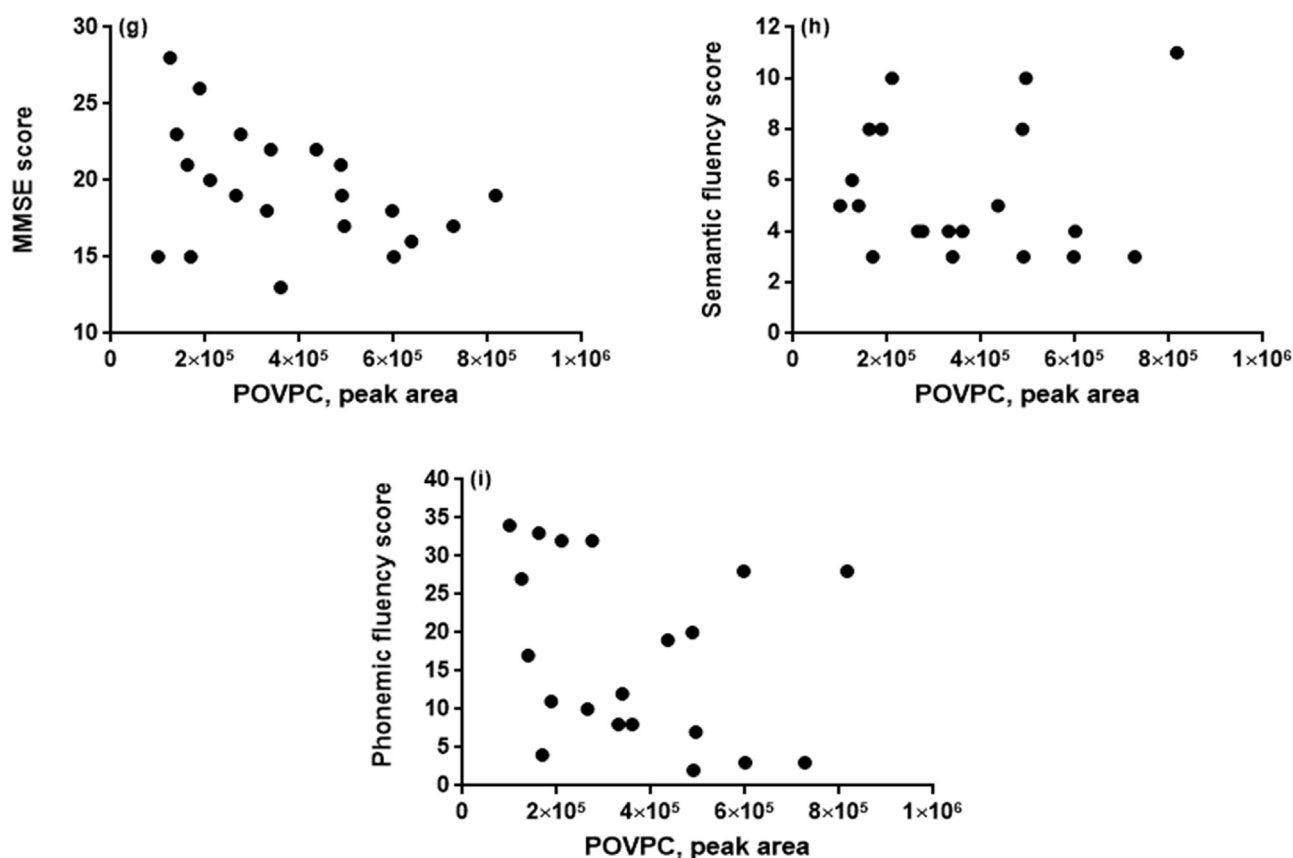 (g)
MMSE score
30
25
20
15
10
0 2×10⁵ 4×10⁵ 6×10⁵ 8×10⁵ 1×10⁶
POVPC, peak area
(h)
Semantic fluency score
12
10
8
6
4
2
0
0 2×10⁵ 4×10⁵ 6×10⁵ 8×10⁵ 1×10⁶
POVPC, peak area
(i)
Phonemic fluency score
40
35
30
25
20
15
10
5
0
0 2×10⁵ 4×10⁵ 6×10⁵ 8×10⁵ 1×10⁶
POVPC, peak area